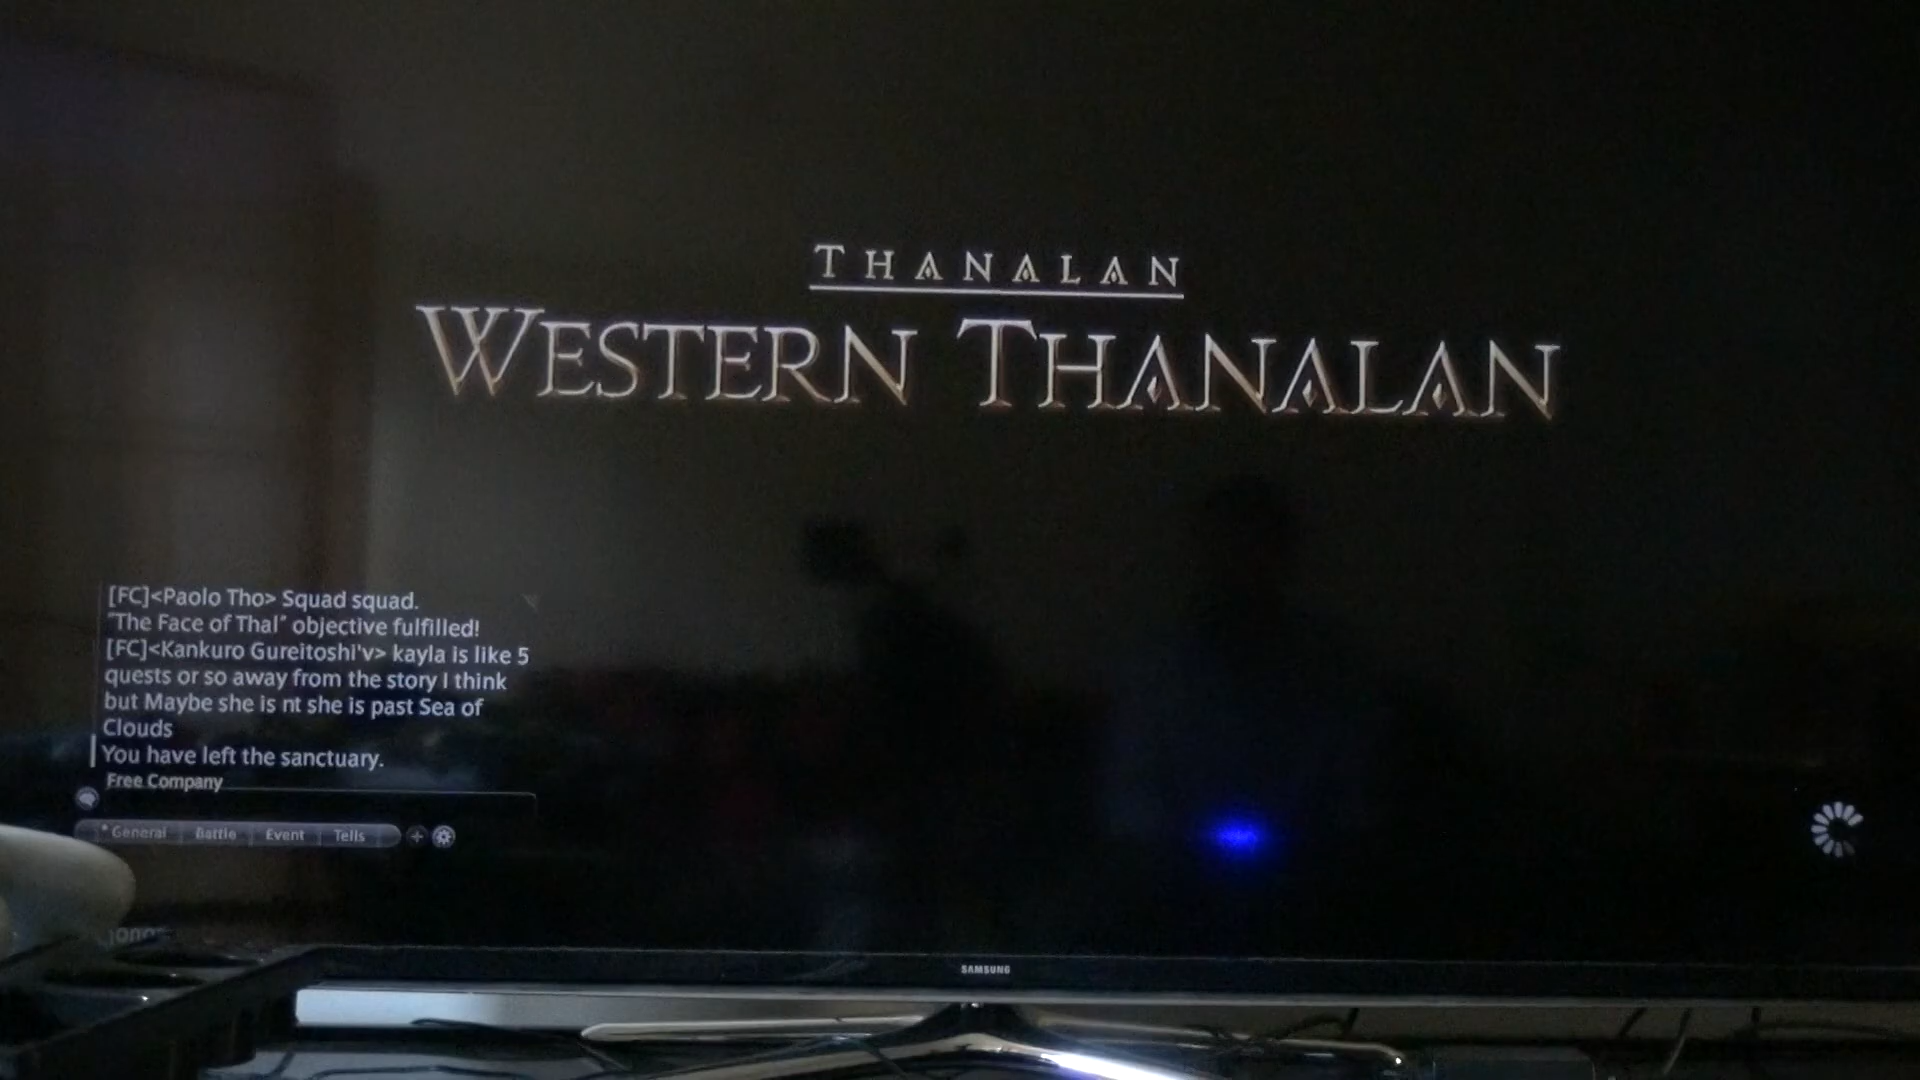 THANALAN
WESTERN THANALAN
[FC]<Paolo Tho> Squad squad.
"The Face of Thal" objective fulfilled!
[FC]<Kankuro Gureitoshi'v> kayla is like 5
quests or so away from the story I think
but Maybe she is nt she is past Sea of
Clouds
You have left the sanctuary.
Free Company
General Battle Event Tells
SAMSUNG